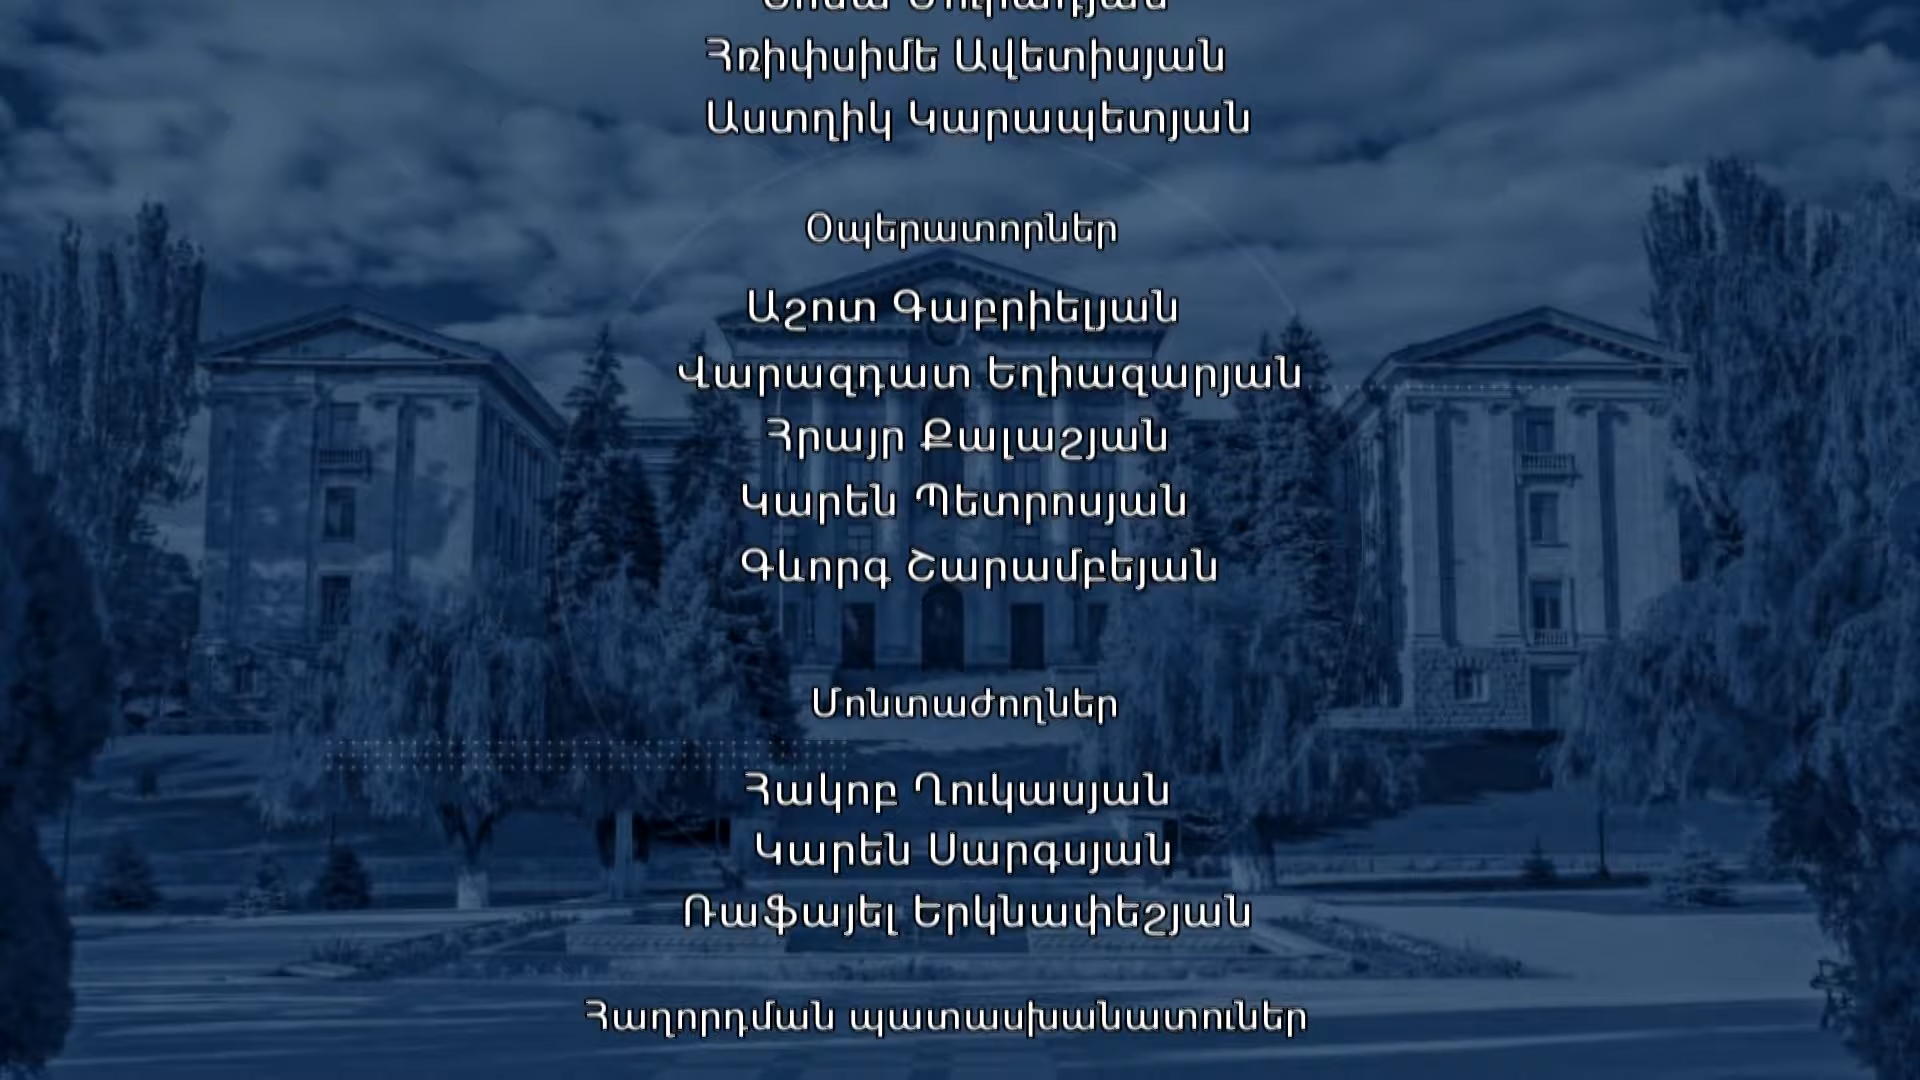 Հռիփսիմե Ավետիսյան
Աստղիկ Կարապետյան
Օպերատորներ
Աշոտ Գաբրիելյան
Վարազդատ Եղիազարյան
Հրայր Քալաշյան
Կարեն Պետրոսյան
Գևորգ Շարամբեյան
Մոնտաժողներ
Հակոբ Ղուկասյան
Կարեն Սարգսյան
Ռաֆայել Երկնափեշյան
Հաղորդման պատասխանատուներ